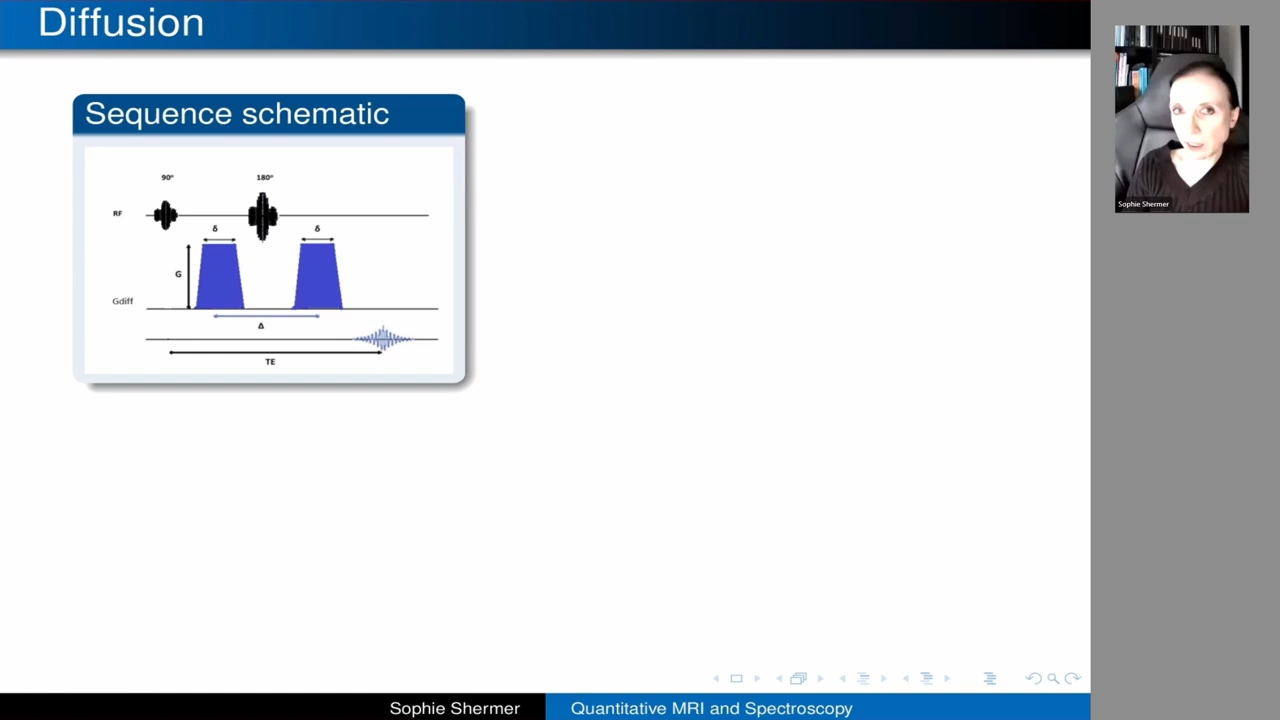 Diffusion
Sequence schematic
90° 180°
RF
δ δ
G
Gdiff
Δ
TE
Sophie Shermer
Sophie Shermer Quantitative MRI and Spectroscopy